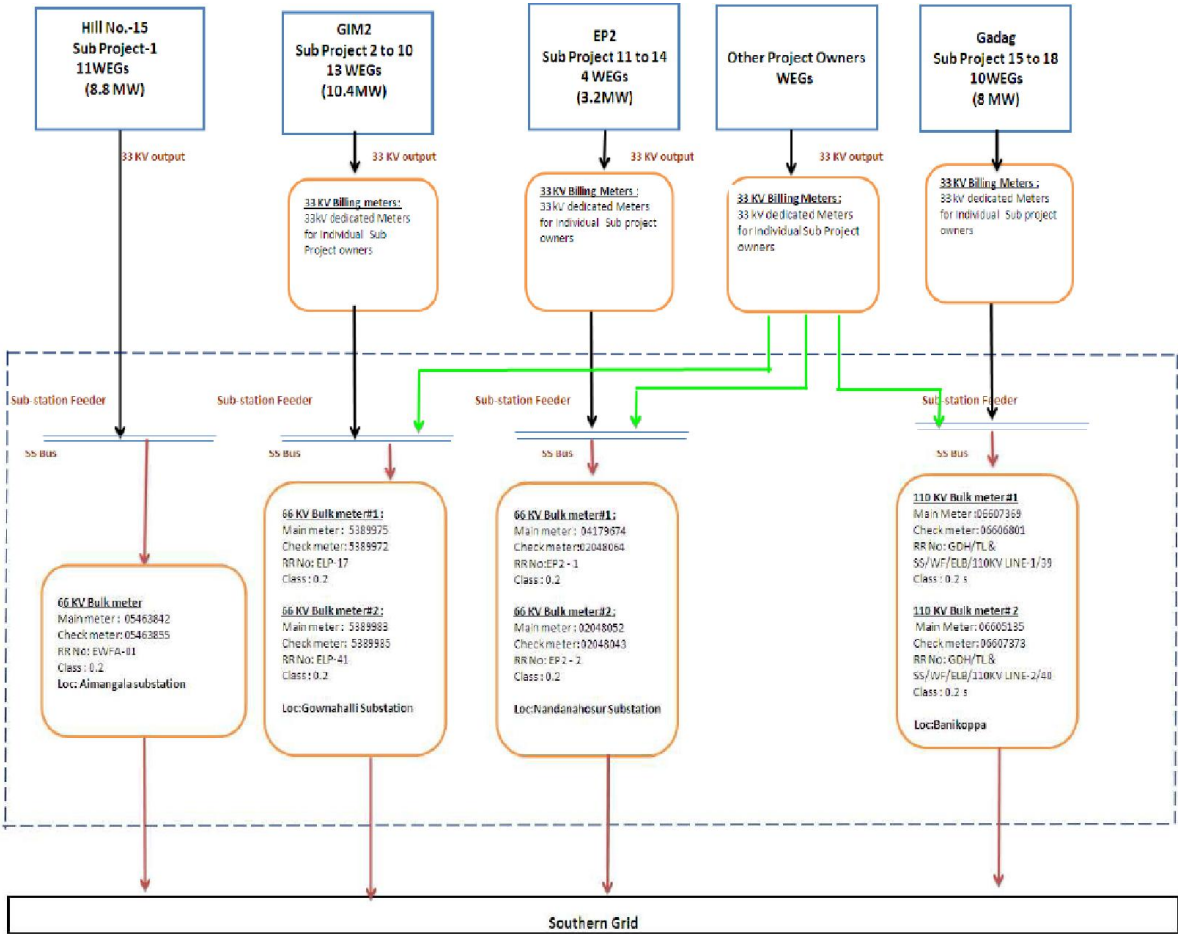 Hill No.-15
Sub Project-1
11WEGs
(8.8 MW)
GIM2
Sub Project 2 to 10
13 WEGs
(10.4MW)
EP2
Sub Project 11 to 14
4 WEGs
(3.2MW)
Other Project Owners
WEGs
Gadag
Sub Project 15 to 18
10WEGs
(8 MW)
33 KV output
33 KV output
33 KV output
33 KV output
33 KV Billing meters:
33kV dedicated Meters
for Individual Sub
Project owners
33 KV Billing Meters :
33kV dedicated Meters
for Individual Sub project
owners
33 KV Billing Meters :
33 kV dedicated Meters
for Individual Sub Project
owners
33 KV Billing Meters :
33 kV dedicated Meters
for Individual Sub project
owners
Sub-station Feeder
Sub-station Feeder
Sub-station Feeder
Sub-station Feeder
SS Bus
SS Bus
SS Bus
SS Bus
66 KV Bulk meter
Main meter : 05463842
Check meter: 05463855
RR No: EWFA-01
Class : 0.2
Loc: Aimangala substation
66 KV Bulk meter#1:
Main meter : 5389975
Check meter: 5389972
RR No: ELP-17
Class : 0.2
66 KV Bulk meter#2:
Main meter : 5389983
Check meter: 5389985
RR No: ELP-41
Class : 0.2
Loc:Gownahalli Substation
66 KV Bulk meter#1:
Main meter : 04179674
Check meter:02048064
RR No:EP2 - 1
Class : 0.2
66 KV Bulk meter#2:
Main meter : 02048052
Check meter:02048043
RR No: EP2 - 2
Class : 0.2
Loc:Nandanahosur Substation
110 KV Bulk meter#1
Main Meter :06607369
Check meter :06606801
RR No: GDH/TL &
SS/WF/ELB/110KV LINE-1/39
Class : 0.2 s
110 KV Bulk meter# 2
Main Meter :06605135
Check meter :06607373
RR No: GDH/TL &
SS/WF/ELB/110KV LINE-2/40
Class : 0.2 s
Loc:Banikoppa
Southern Grid